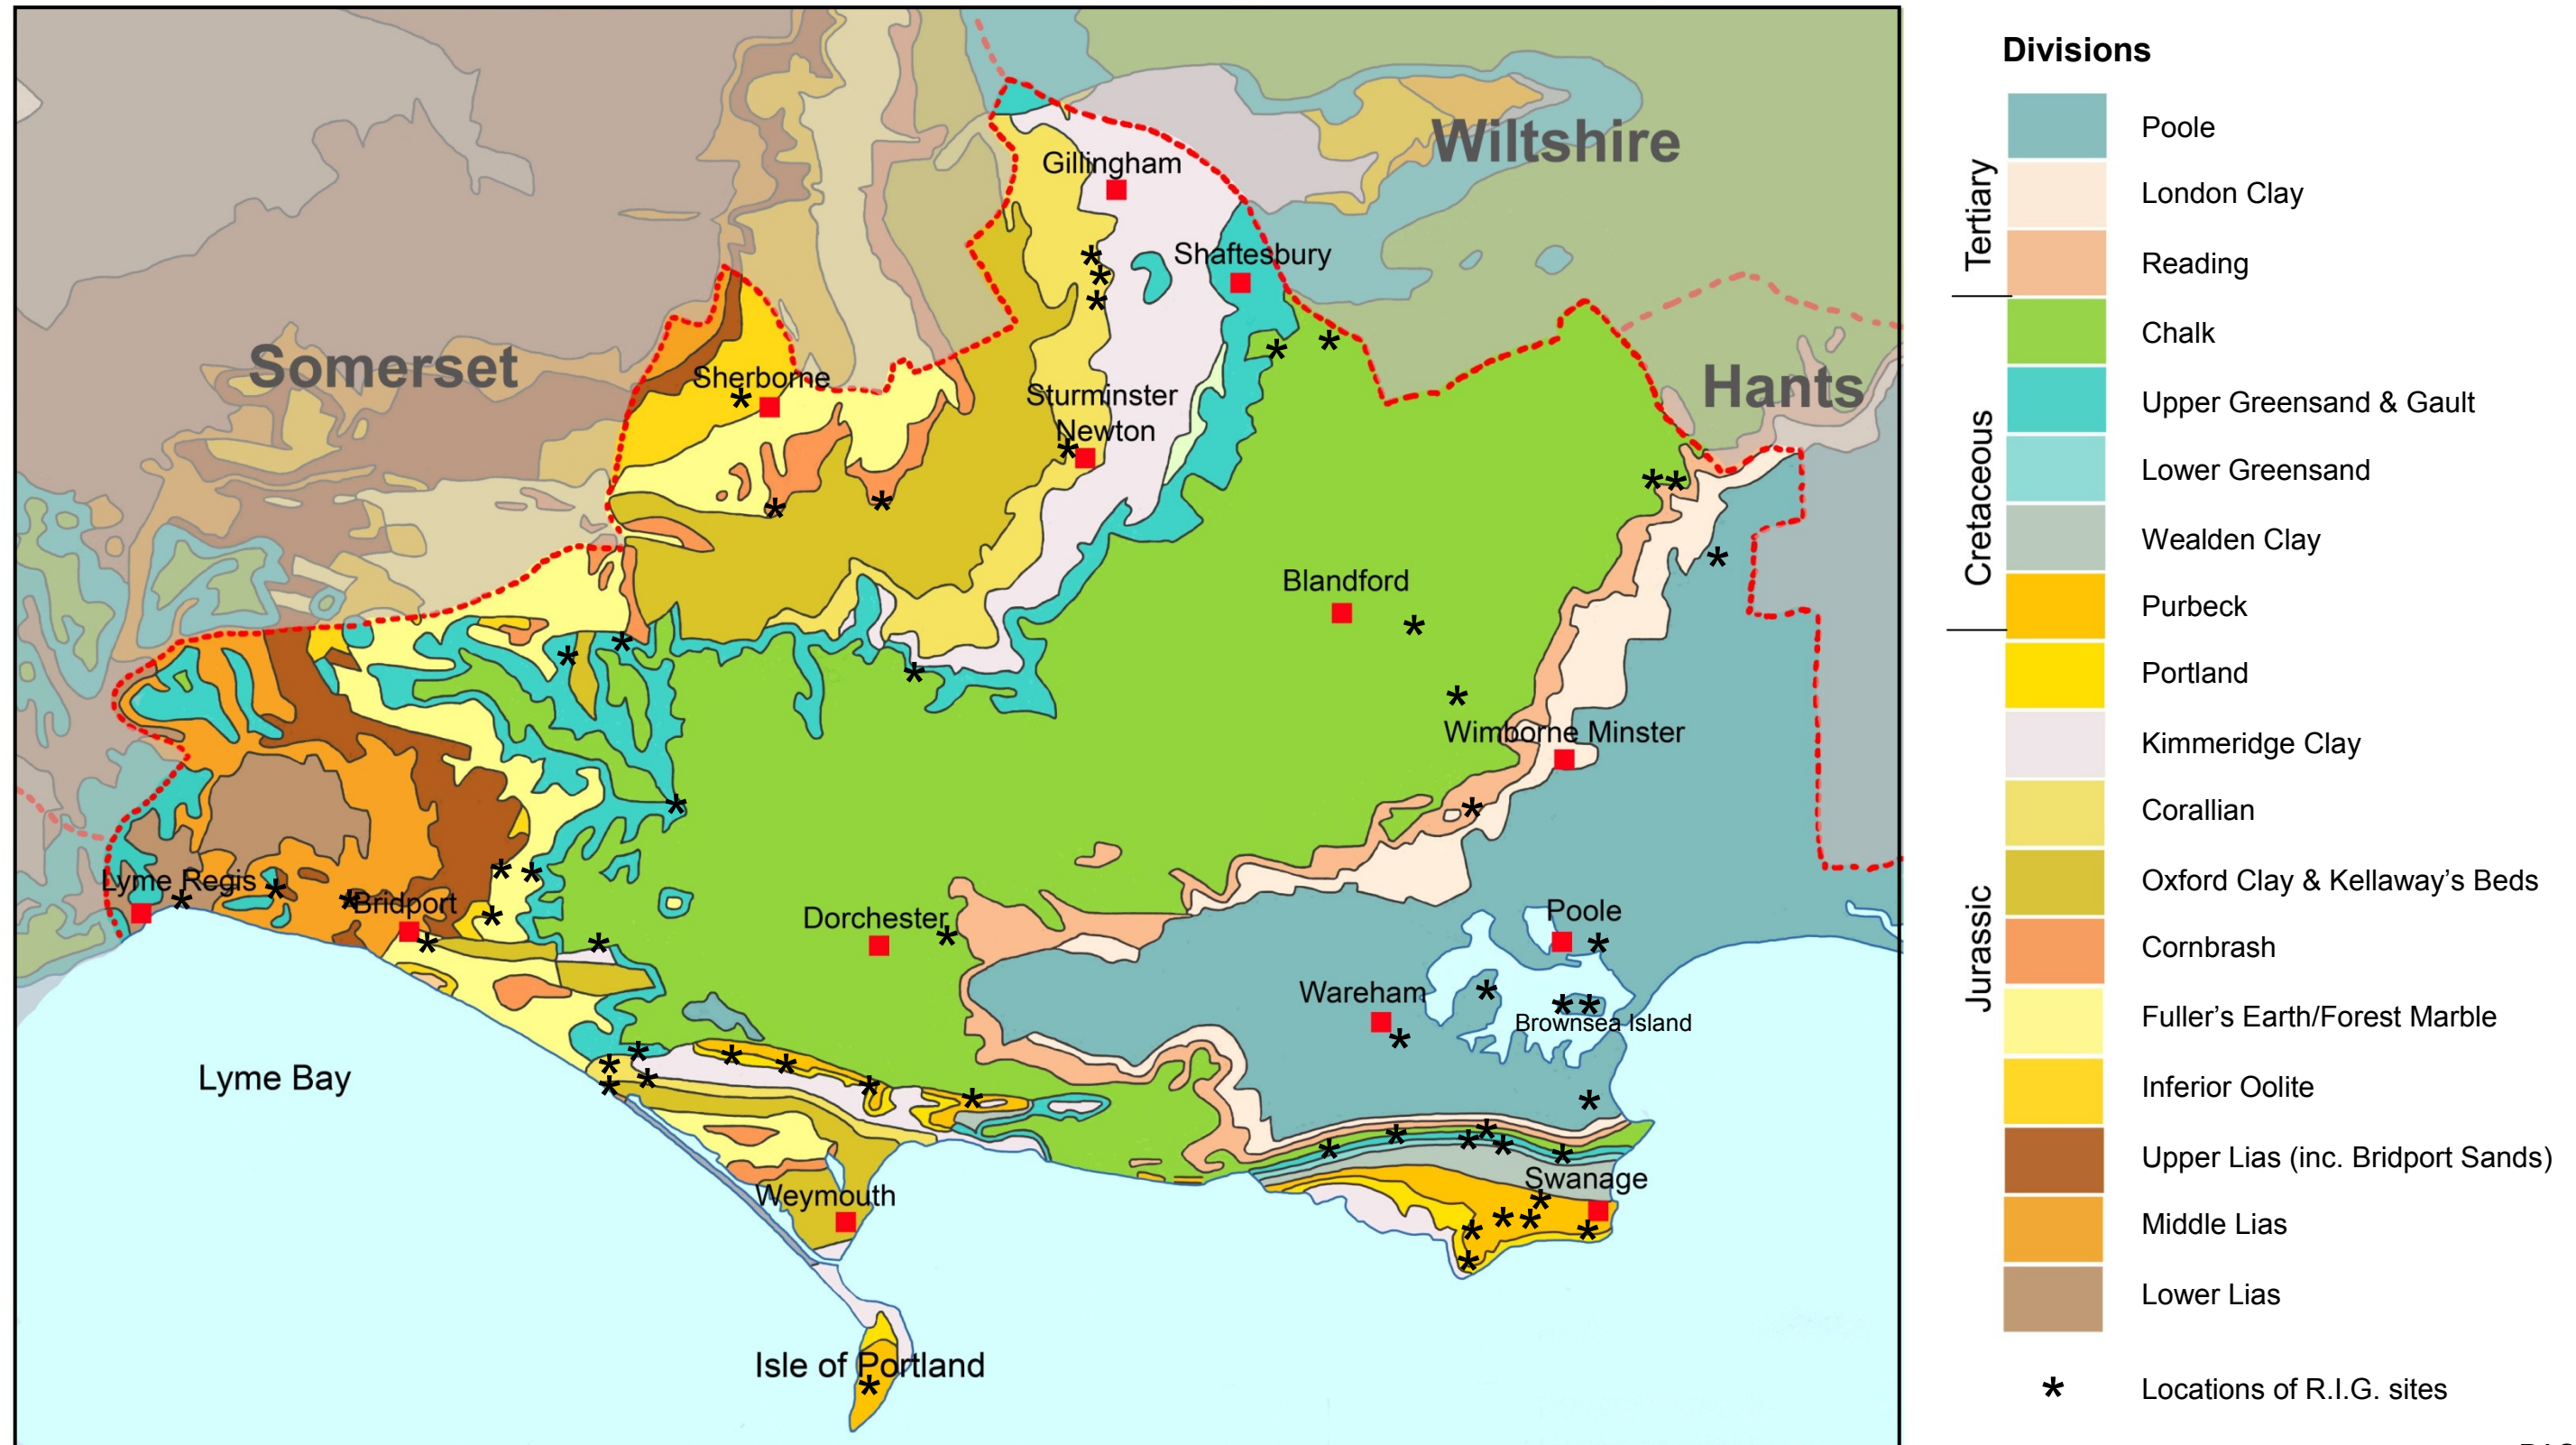 Divisions
Wiltshire
Somerset
Hants
Gillingham
Shaftesbury
Sherborne
Sturminster
Newton
Blandford
Wimborne Minster
Lyme Regis
Bridport
Dorchester
Poole
Wareham
Brownsea Island
Lyme Bay
Swanage
Weymouth
Isle of Portland
Tertiary
Poole
London Clay
Reading
Cretaceous
Chalk
Upper Greensand & Gault
Lower Greensand
Wealden Clay
Purbeck
Jurassic
Portland
Kimmeridge Clay
Corallian
Oxford Clay & Kellaway’s Beds
Cornbrash
Fuller’s Earth/Forest Marble
Inferior Oolite
Upper Lias (inc. Bridport Sands)
Middle Lias
Lower Lias
* Locations of R.I.G. sites